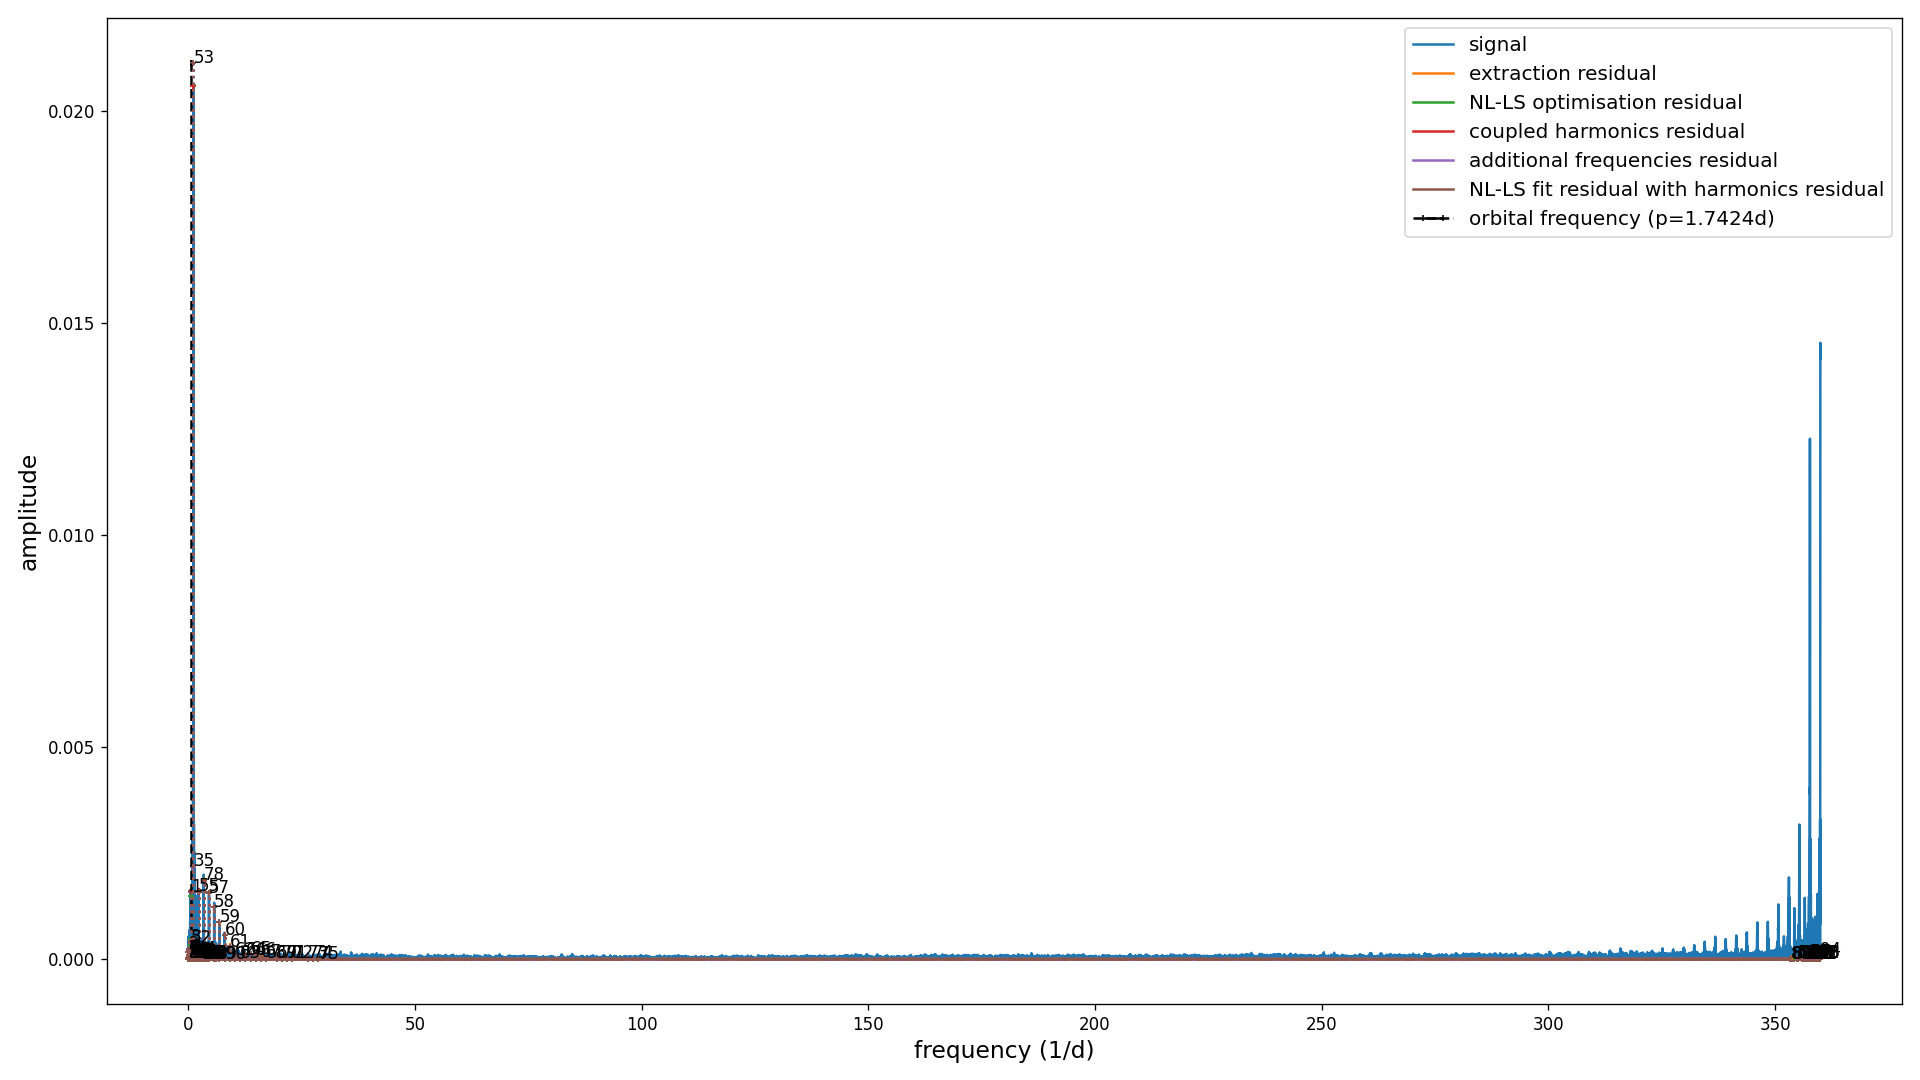 signal
extraction residual
NL-LS optimisation residual
coupled harmonics residual
additional frequencies residual
NL-LS fit residual with harmonics residual
orbital frequency (p=1.7424d)
53
0.020
0.015
0.010
0.005
0.000
amplitude
35
78
57
58
59
60
61
0
50
100
150
200
250
300
350
frequency (1/d)